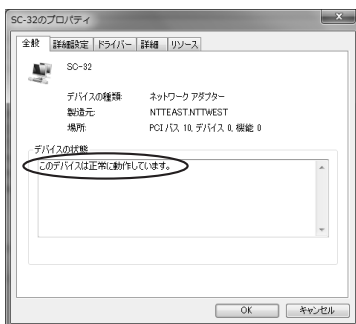 SC-32のプロパティ
全般 詳細設定 ドライバー 詳細 リソース
SC-32
デバイスの種類: ネットワーク アダプター
製造元: NTTEAST.NTTWEST
場所: PCI バス 10, デバイス 0, 機能 0
デバイスの状態
このデバイスは正常に動作しています。
OK キャンセル